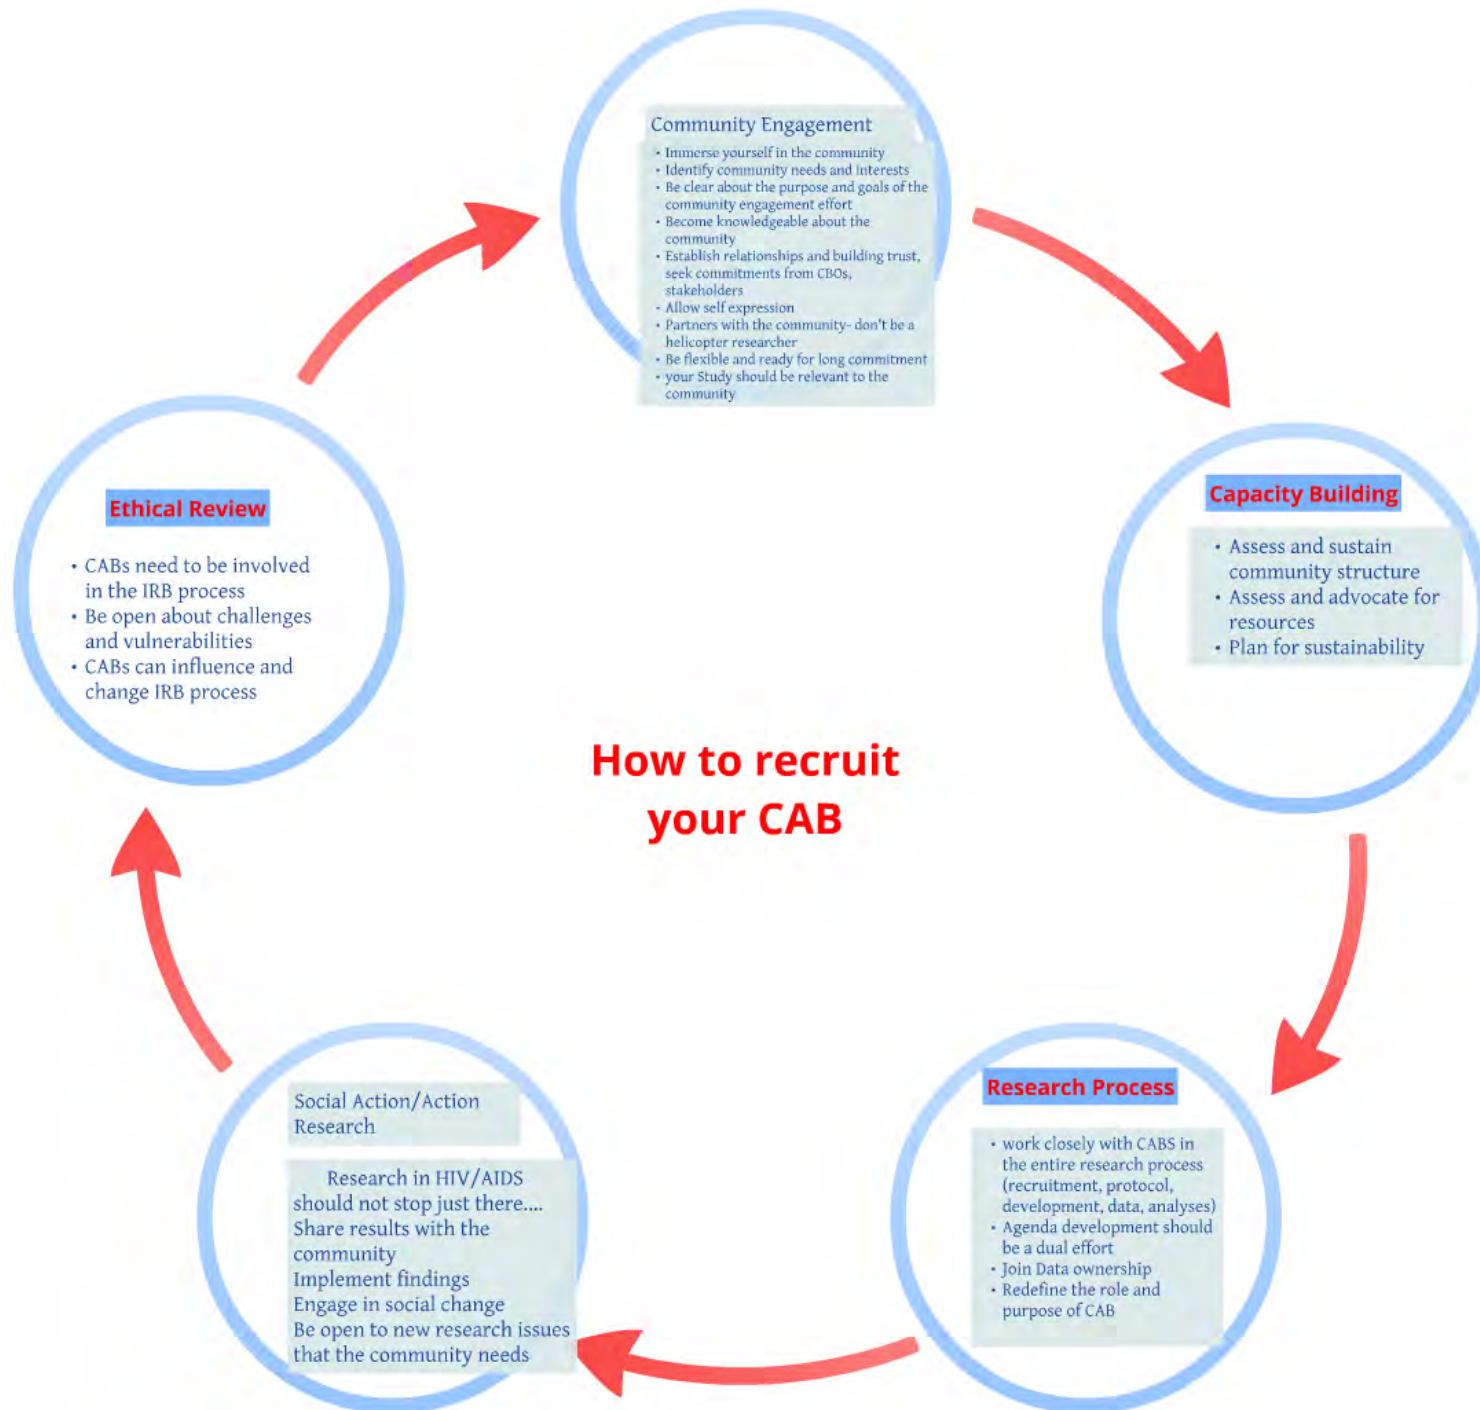 Community Engagement
• Immerse yourself in the community
• Identify community needs and interests
• Be clear about the purpose and goals of the
community engagement effort
• Become knowledgeable about the
community
• Establish relationships and building trust,
seek commitments from CBOs,
stakeholders
• Allow self expression
• Partners with the community- don't be a
helicopter researcher
• Be flexible and ready for long commitment
• your Study should be relevant to the
community
Capacity Building
• Assess and sustain
community structure
• Assess and advocate for
resources
• Plan for sustainability
Research Process
• work closely with CABS in
the entire research process
(recruitment, protocol,
development, data, analyses)
• Agenda development should
be a dual effort
• Join Data ownership
• Redefine the role and
purpose of CAB
Social Action/Action
Research
Research in HIV/AIDS
should not stop just there....
Share results with the
community
Implement findings
Engage in social change
Be open to new research issues
that the community needs
Ethical Review
• CABs need to be involved
in the IRB process
• Be open about challenges
and vulnerabilities
• CABs can influence and
change IRB process
How to recruit
your CAB